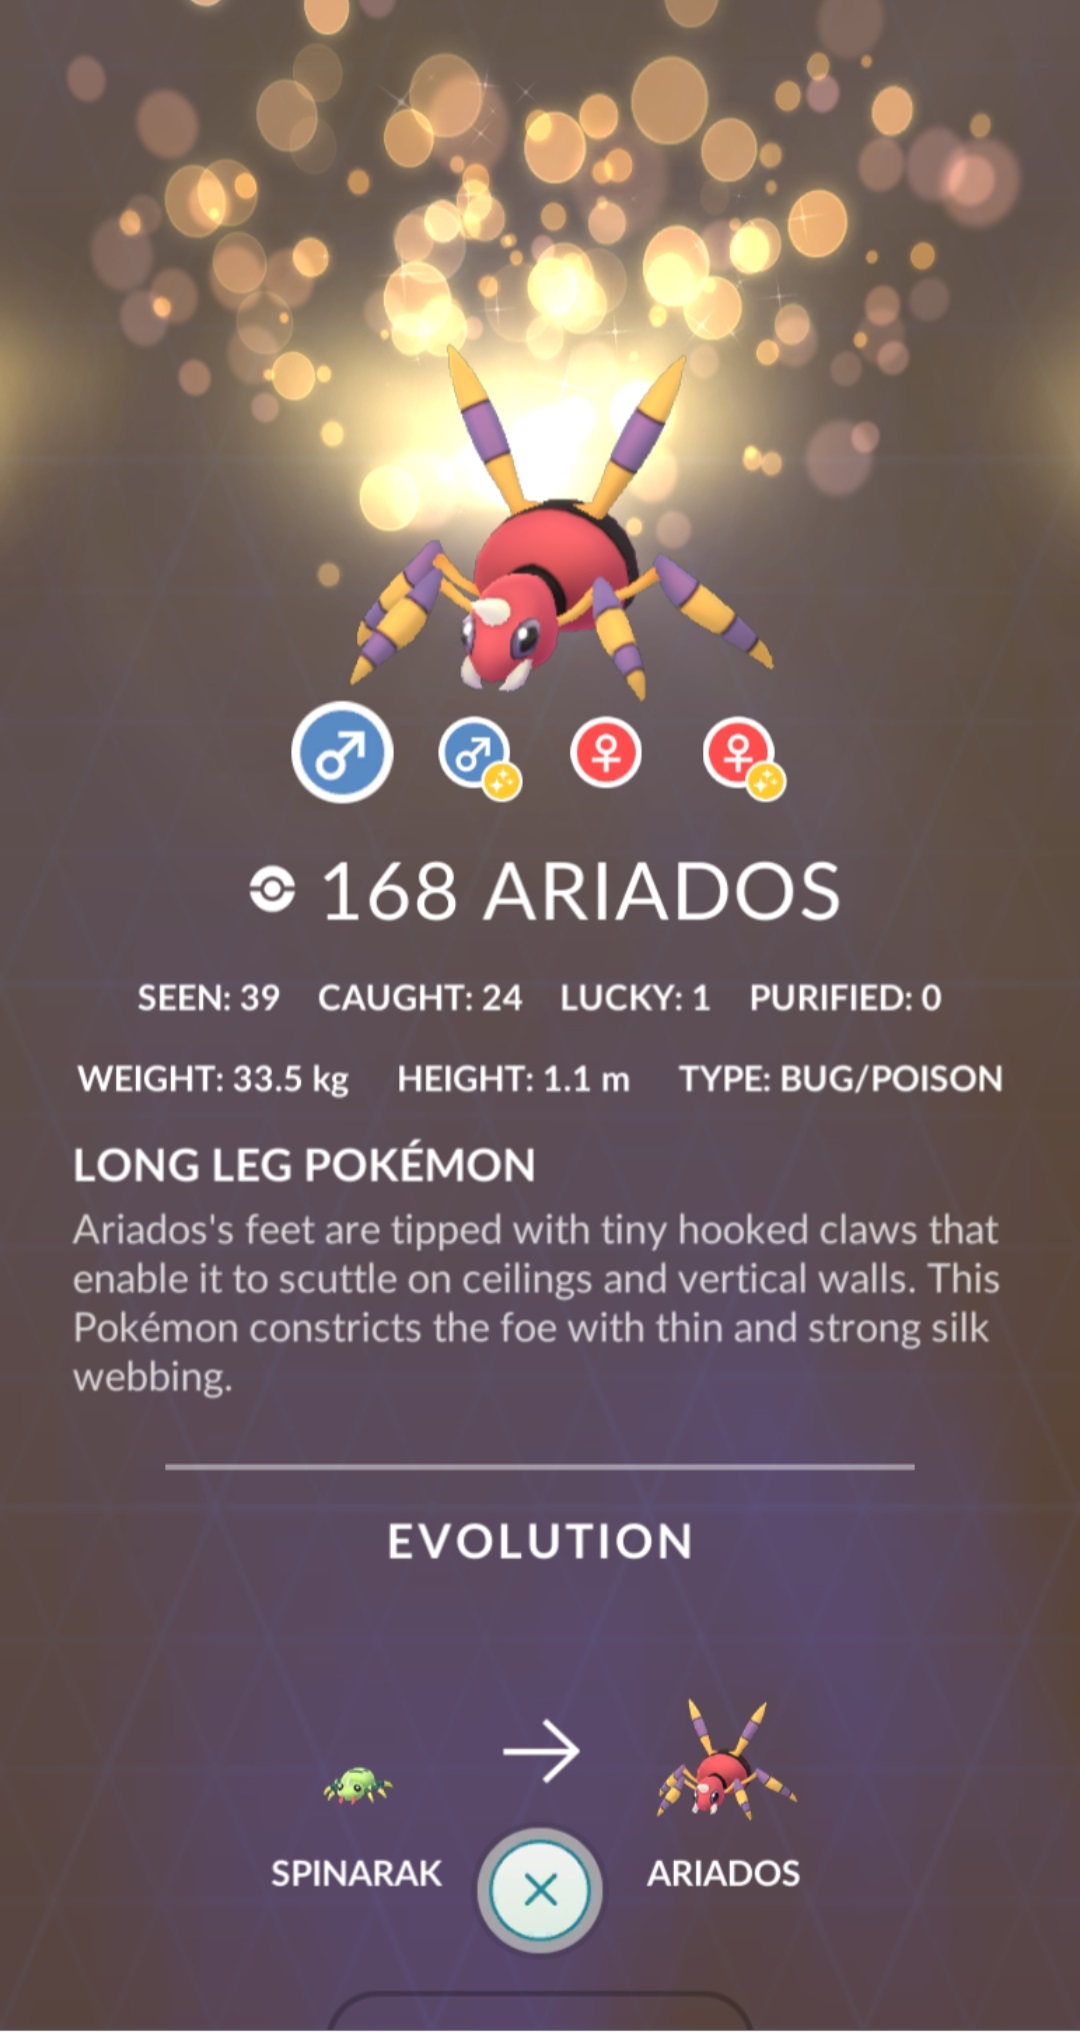 168 ARIADOS
SEEN: 39 CAUGHT: 24 LUCKY: 1 PURIFIED: 0
WEIGHT: 33.5 kg HEIGHT: 1.1 m TYPE: BUG/POISON
LONG LEG POKÉMON
Ariados's feet are tipped with tiny hooked claws that
enable it to scuttle on ceilings and vertical walls. This
Pokémon constricts the foe with thin and strong silk
webbing.
EVOLUTION
SPINARAK ARIADOS